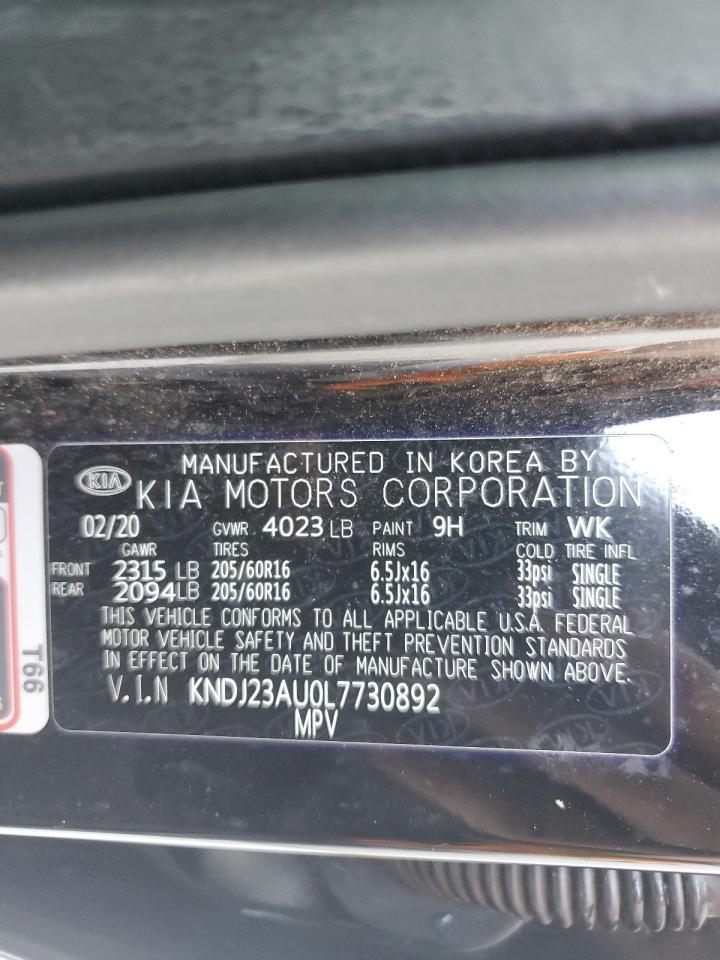 MANUFACTURED IN KOREA BY
KIA KIA MOTORS CORPORATION
02/20 GVWR 4023 LB PAINT 9H TRIM WK
GAWR TIRES RIMS COLD TIRE INFL
FRONT 2315 LB 205/60R16 6.5Jx16 33psi SINGLE
REAR 2094 LB 205/60R16 6.5Jx16 33psi SINGLE
THIS VEHICLE CONFORMS TO ALL APPLICABLE U.S.A. FEDERAL
MOTOR VEHICLE SAFETY AND THEFT PREVENTION STANDARDS
IN EFFECT ON THE DATE OF MANUFACTURE SHOWN ABOVE.
V.I.N KNDJ23AU0L7730892
MPV
T66